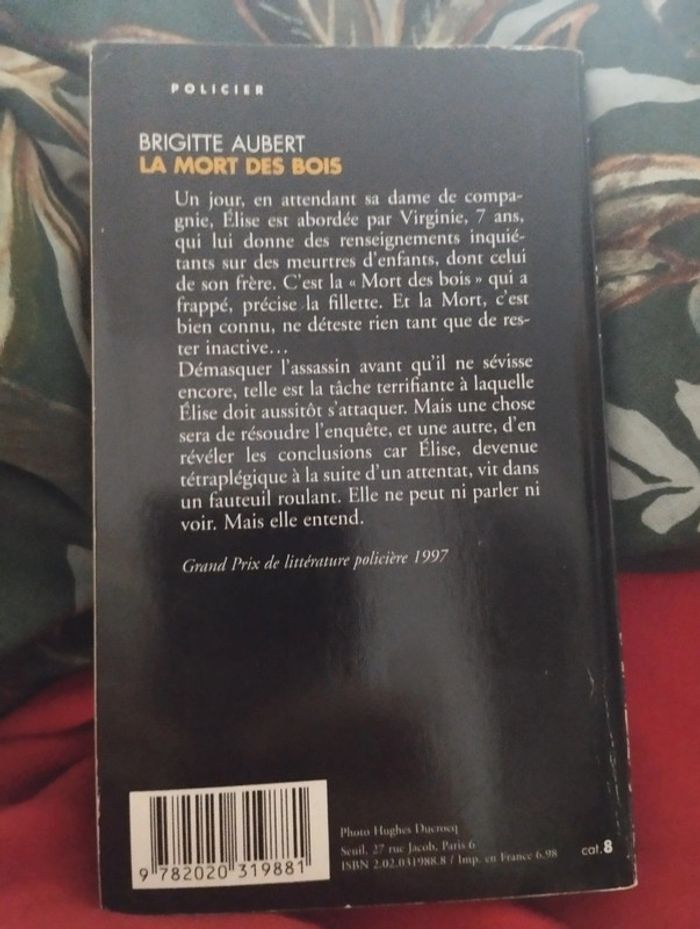 POLICIER
BRIGITTE AUBERT
LA MORT DES BOIS
Un jour, en attendant sa dame de compa-
gnie, Élise est abordée par Virginie, 7 ans,
qui lui donne des renseignements inquié-
tants sur des meurtres d'enfants, dont celui
de son frère. C'est la « Mort des bois » qui a
frappé, précise la fillette. Et la Mort, c'est
bien connu, ne déteste rien tant que de res-
ter inactive...
Démasquer l'assassin avant qu'il ne sévisse
encore, telle est la tâche terrifiante à laquelle
Élise doit aussitôt s'attaquer. Mais une chose
sera de résoudre l'enquête, et une autre, d'en
révéler les conclusions car Élise, devenue
tétraplégique à la suite d'un attentat, vit dans
un fauteuil roulant. Elle ne peut ni parler ni
voir. Mais elle entend.
Grand Prix de littérature policière 1997
Photo Hughes Ducrocq
Seuil, 27 rue Jacob, Paris 6
ISBN 2.02.031988.8 / Imp. en France 6.98
cat.8
9 782020 319881